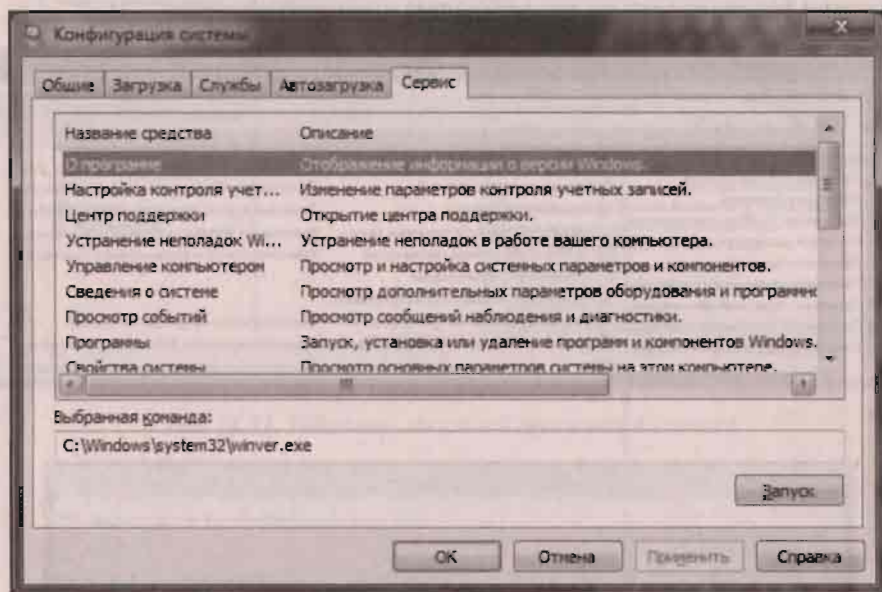 Конфигурация системы
Общие Загрузка Службы Автозагрузка Сервис
Название средства Описание
О программе Отображение информации о версии Windows.
Настройка контроля учет... Изменение параметров контроля учетных записей.
Центр поддержки Открытие центра поддержки.
Устранение неполадок Wi... Устранение неполадок в работе вашего компьютера.
Управление компьютером Просмотр и настройка системных параметров и компонентов.
Сведения о системе Просмотр дополнительных параметров оборудования и программно
Просмотр событий Просмотр сообщений наблюдения и диагностики.
Программы Запуск, установка или удаление программ и компонентов Windows.
Свойства системы Просмотр основных параметров системы на этом компьютере.
Выбранная команда:
C:\Windows\system32\winver.exe
Запуск
ОК Отмена Применить Справка